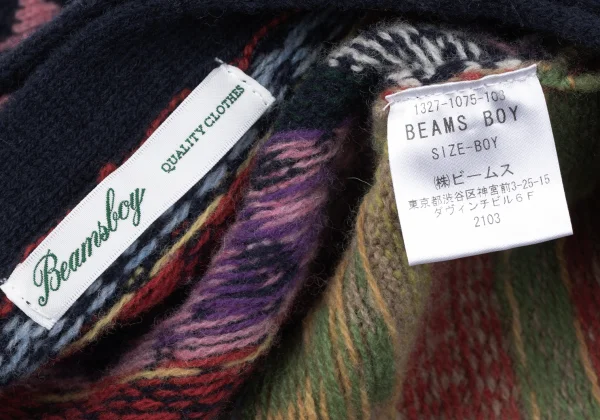 Beamsboy
QUALITY CLOTHES
1327-1075-103
BEAMS BOY
SIZE-BOY
㈱ビームス
東京都渋谷区神宮前3-25-15
ダヴィンチビル6F
2103